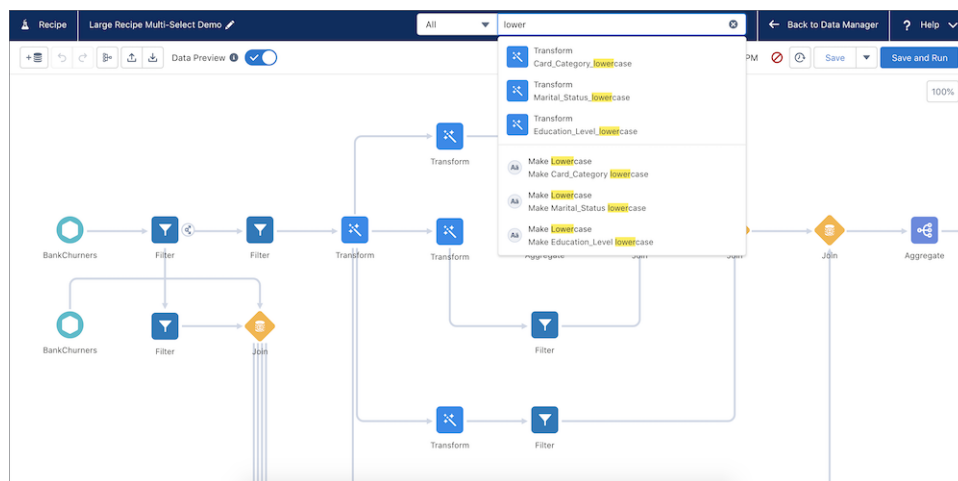 Recipe
Large Recipe Multi-Select Demo
All
lower
Back to Data Manager
? Help
Data Preview
PM
Save
Save and Run
100%
Transform
Card_Category_lowercase
Transform
Marital_Status_lowercase
Transform
Education_Level_lowercase
Aa
Make Lowercase
Make Card_Category lowercase
Aa
Make Lowercase
Make Marital_Status lowercase
Aa
Make Lowercase
Make Education_Level lowercase
Transform
BankChurners
Filter
Filter
Transform
Transform
Aggregate
Join
Join
Join
Aggregate
BankChurners
Filter
Join
Filter
Transform
Filter